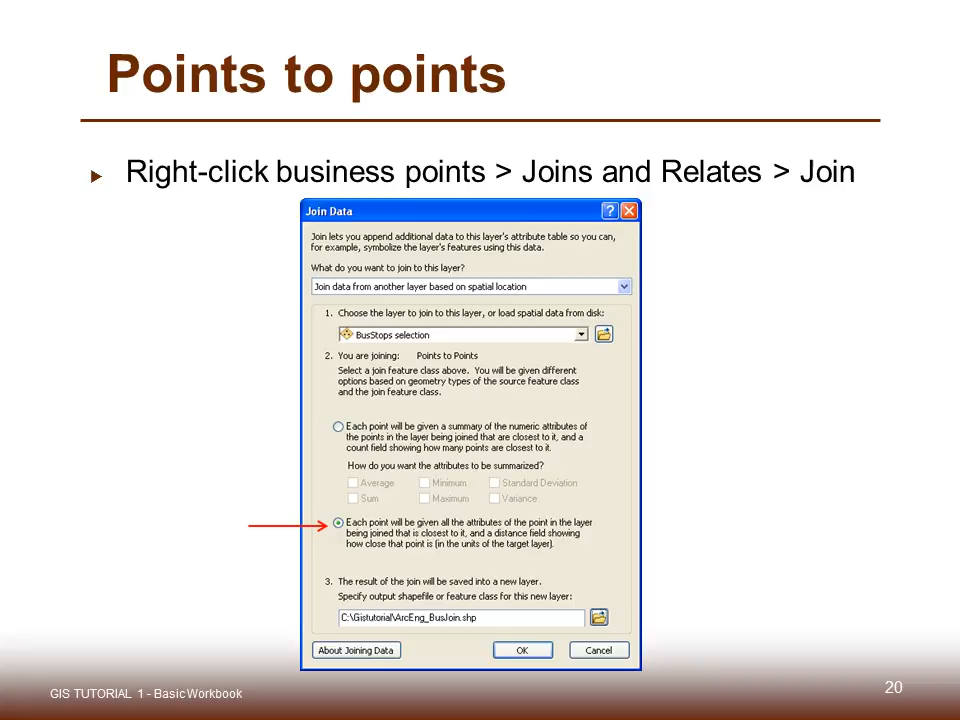 Points to points
Right-click business points > Joins and Relates > Join
Join Data
Join lets you append additional data to this layer's attribute table so you can,
for example, symbolize the layer's features using this data.
What do you want to join to this layer?
Join data from another layer based on spatial location
1. Choose the layer to join to this layer, or load spatial data from disk:
BusStops selection
2. You are joining: Points to Points
Select a join feature class above. You will be given different
options based on geometry types of the source feature class
and the join feature class.
Each point will be given a summary of the numeric attributes of
the points in the layer being joined that are closest to it, and a
count field showing how many points are closest to it.
How do you want the attributes to be summarized?
Average Minimum Standard Deviation
Sum Maximum Variance
Each point will be given all the attributes of the point in the layer
being joined that is closest to it, and a distance field showing
how close that point is (in the units of the target layer).
3. The result of the join will be saved into a new layer.
Specify output shapefile or feature class for this new layer:
C:\Gistutorial\ArcEng_BusJoin.shp
About Joining Data OK Cancel
GIS TUTORIAL 1 - Basic Workbook
20